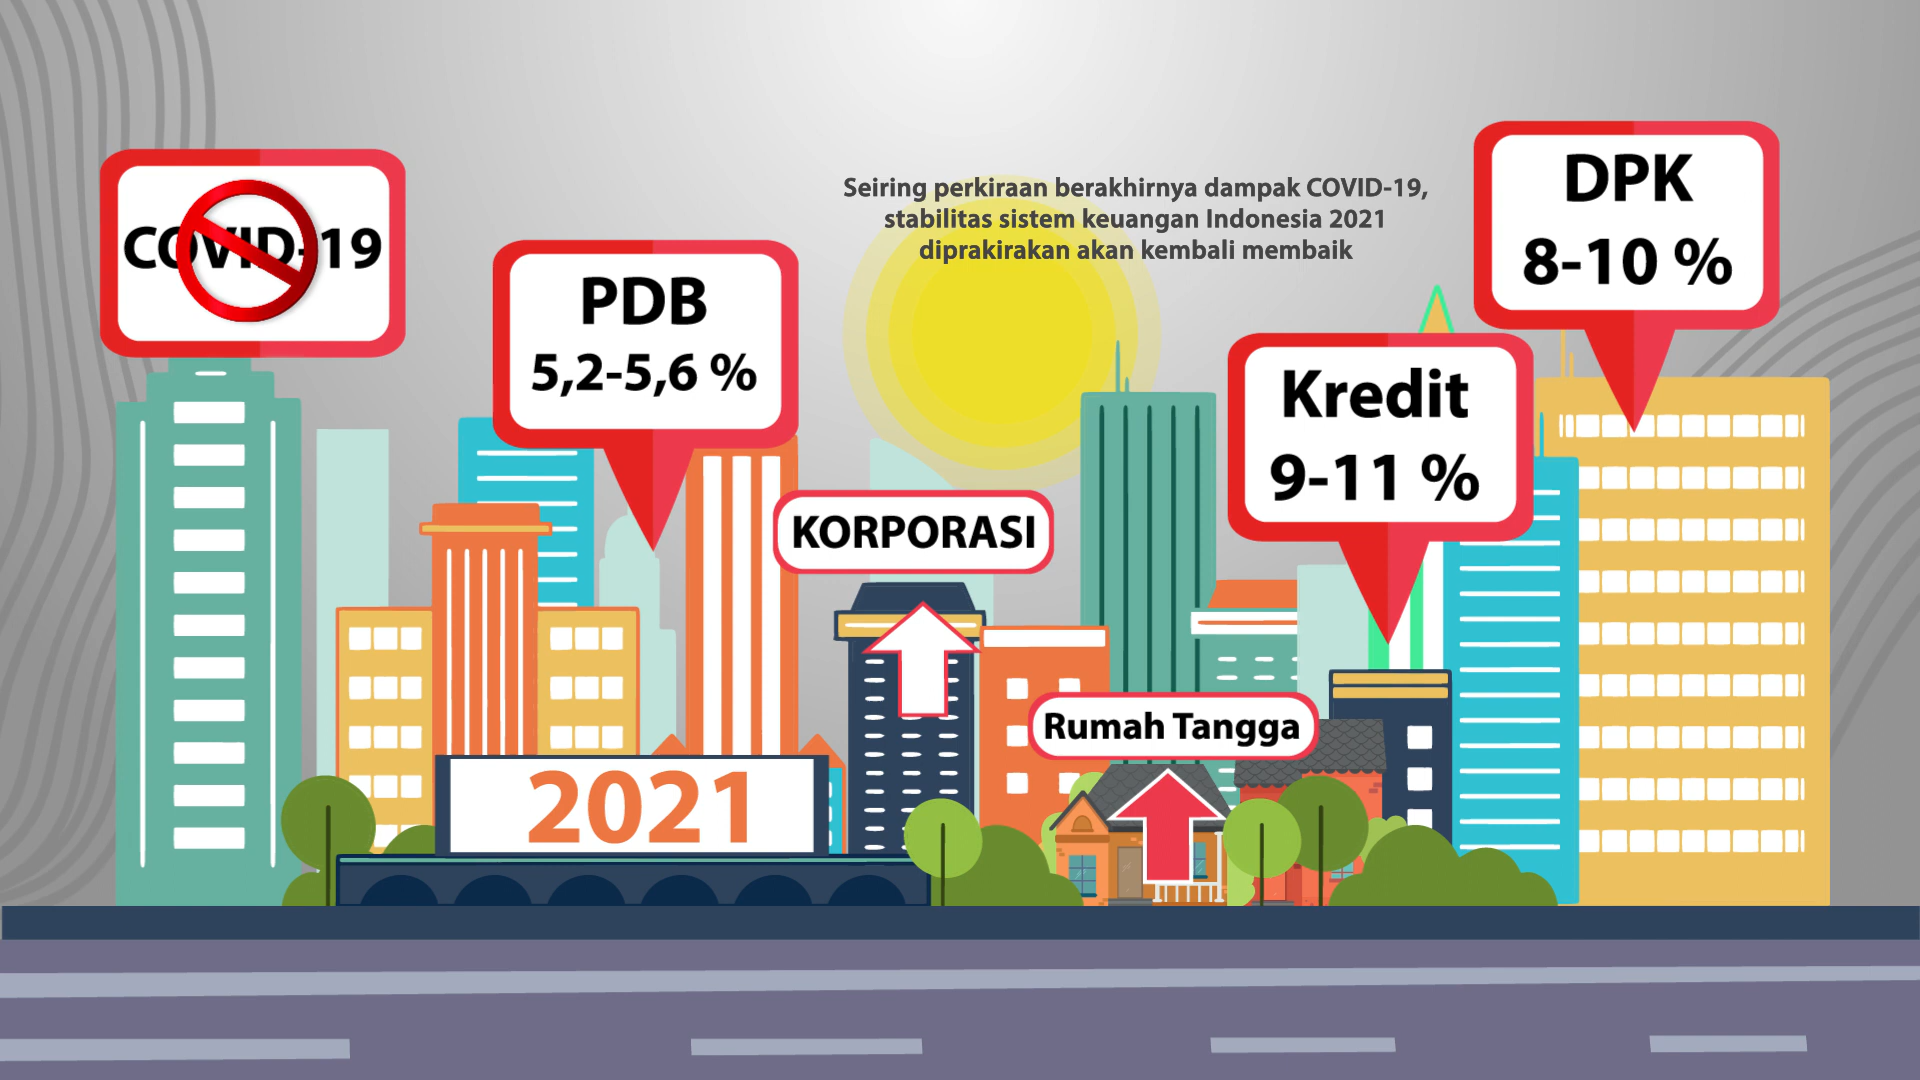 COVID-19
PDB
5,2-5,6 %
Seiring perkiraan berakhirnya dampak COVID-19,
stabilitas sistem keuangan Indonesia 2021
diprakirakan akan kembali membaik
DPK
8-10 %
Kredit
9-11 %
KORPORASI
Rumah Tangga
2021